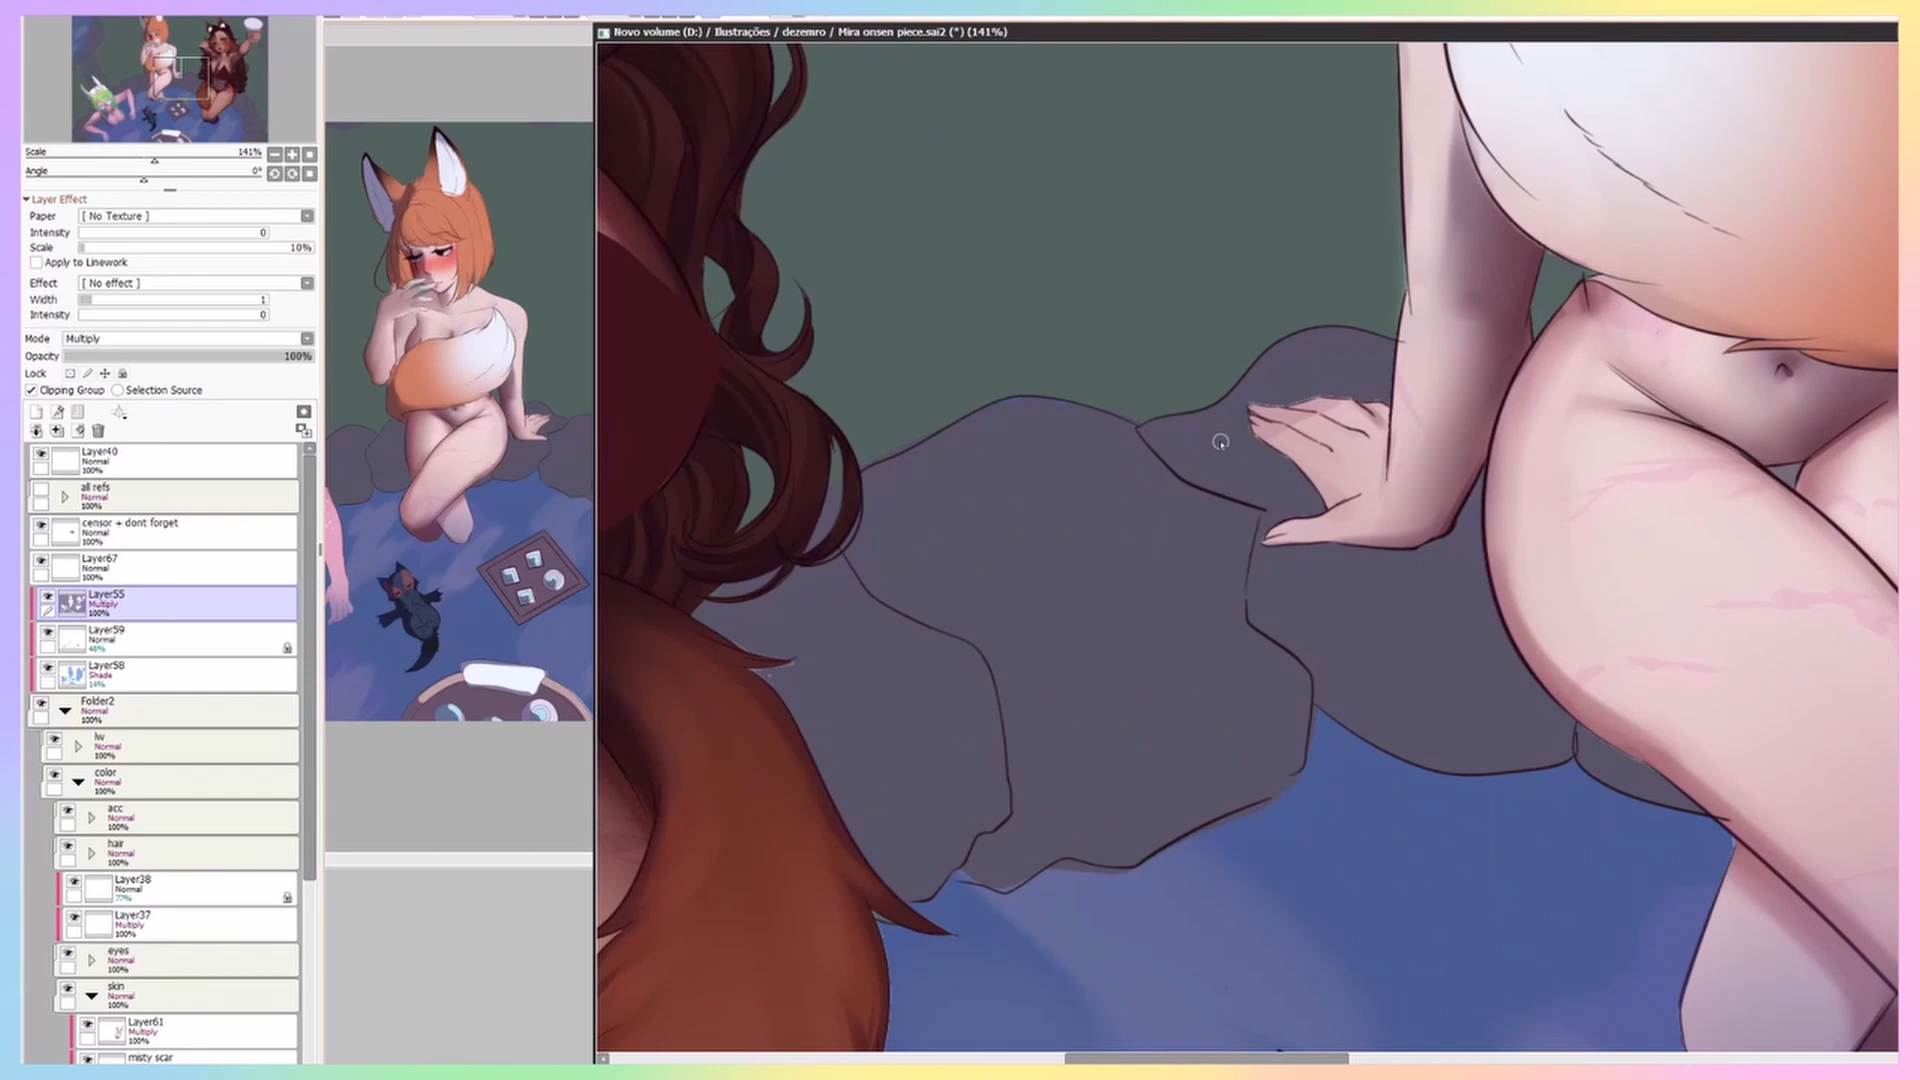 Novo volume (D:) / Ilustrações / dezemro / Mira onsen piece.sai2 (*) (141%)
Scale 141%
Angle 0°
Layer Effect
Paper [ No Texture ]
Intensity 0
Scale 10%
Apply to Linework
Effect [ No effect ]
Width 1
Intensity 0
Mode Multiply
Opacity 100%
Lock
Clipping Group Selection Source
Layer40
Normal
100%
all refs
Normal
100%
censor + dont forget
Normal
100%
Layer67
Normal
100%
Layer55
Multiply
100%
Layer59
Normal
48%
Layer58
Shade
14%
Folder2
Normal
100%
lw
Normal
100%
color
Normal
100%
acc
Normal
100%
hair
Normal
100%
Layer38
Normal
77%
Layer37
Multiply
100%
eyes
Normal
100%
skin
Normal
100%
Layer61
Multiply
100%
misty scar